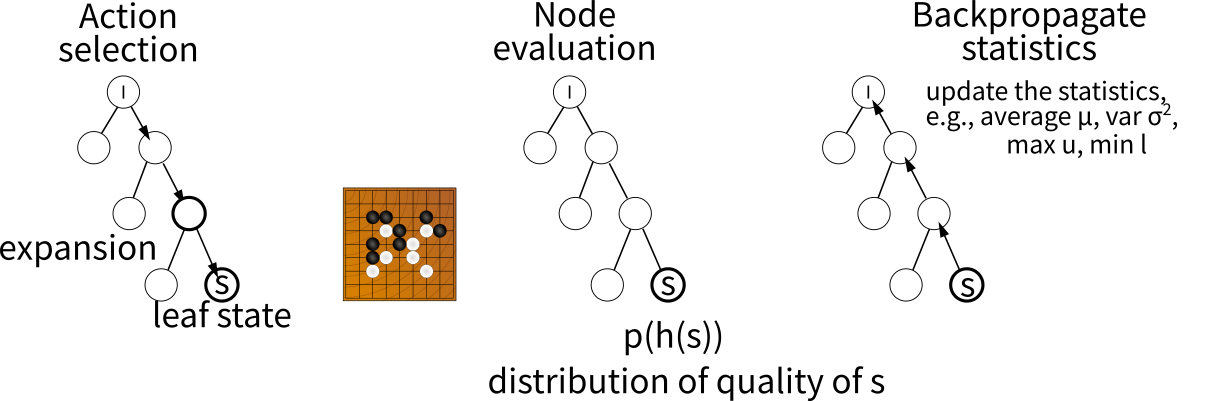 Action
selection
I
expansion
S
leaf state
Node
evaluation
I
S
p(h(s))
distribution of quality of s
Backpropagate
statistics
I
update the statistics,
e.g., average μ, var σ²,
max u, min l
S